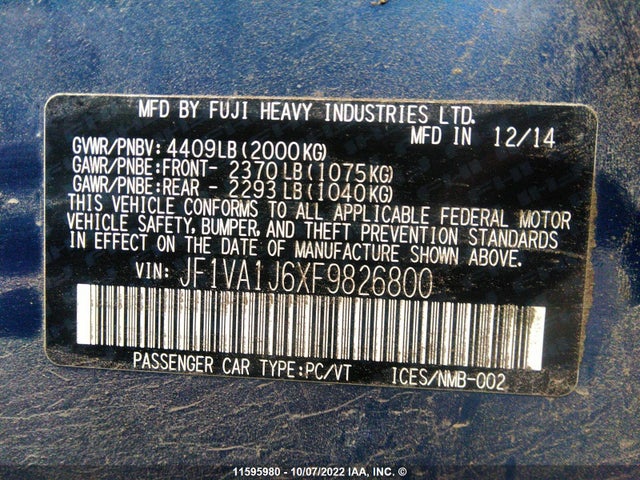 MFD BY FUJI HEAVY INDUSTRIES LTD.
MFD IN 12/14
GVWR/PNBV: 4409LB(2000KG)
GAWR/PNBE:FRONT- 2370LB(1075KG)
GAWR/PNBE:REAR - 2293LB(1040KG)
THIS VEHICLE CONFORMS TO ALL APPLICABLE FEDERAL MOTOR
VEHICLE SAFETY, BUMPER, AND THEFT PREVENTION STANDARDS
IN EFFECT ON THE DATE OF MANUFACTURE SHOWN ABOVE.
VIN: JF1VA1J6XF9826800
PASSENGER CAR TYPE:PC/VT ICES/NMB-002
11595980 - 10/07/2022 IAA, INC. ©